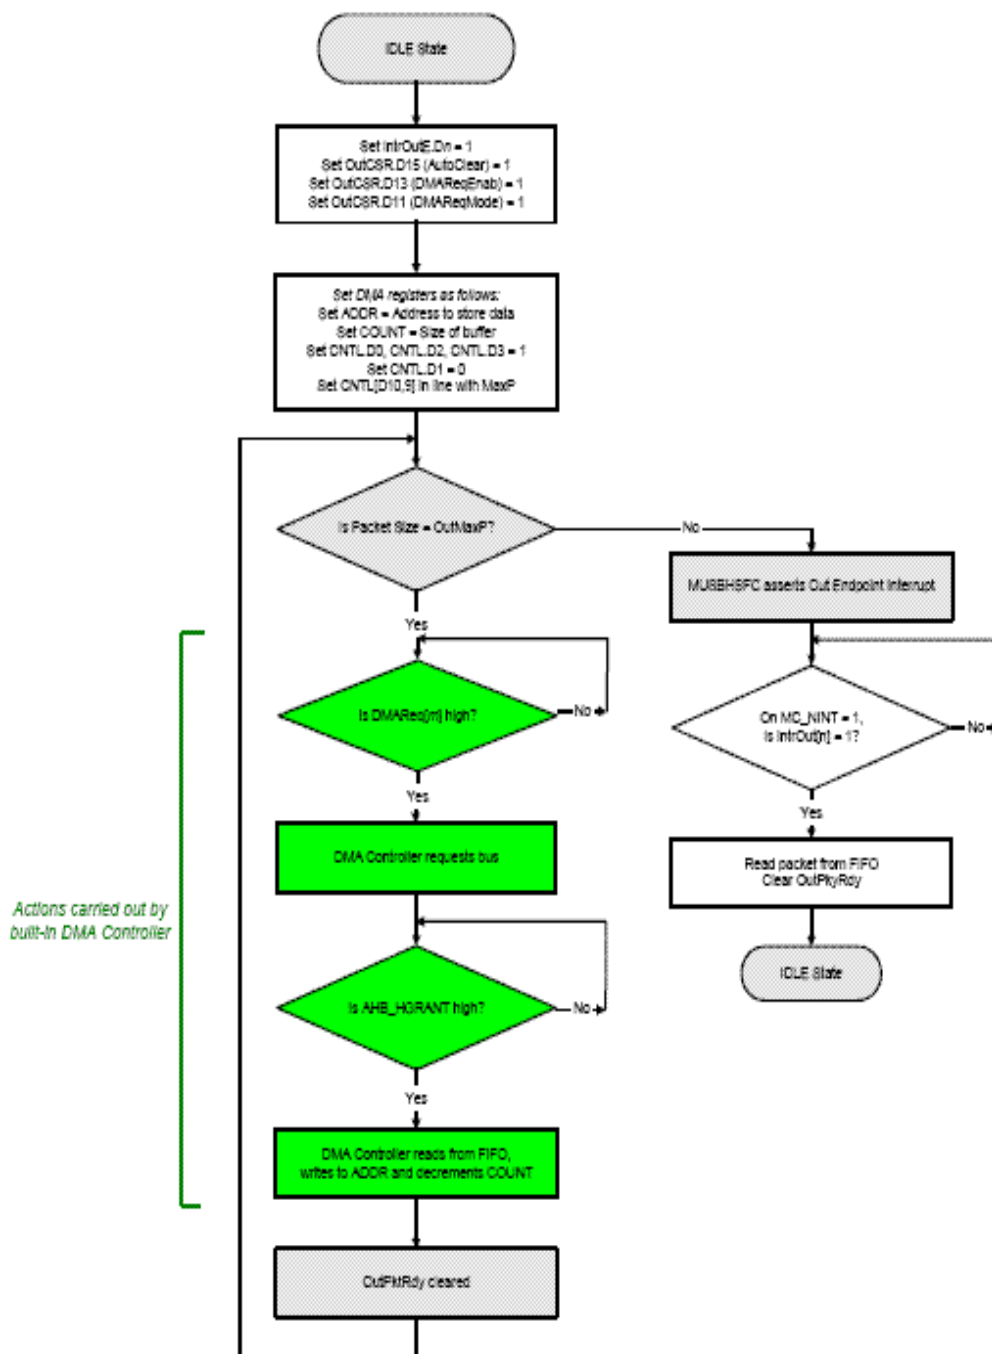 IDLE State
Set IntrOutE.Dn = 1
Set OutCSR.D15 (AutoClear) = 1
Set OutCSR.D13 (DMAReqEnab) = 1
Set OutCSR.D11 (DMAReqMode) = 1
Set DMA registers as follows:
Set ADDR = Address to store data
Set COUNT = Size of buffer
Set CNTL.D0, CNTL.D2, CNTL.D3 = 1
Set CNTL.D1 = 0
Set CNTL[D10,9] in line with MaxP
Is Packet Size = OutMaxP?
No
Yes
MUSBHSFC asserts Out Endpoint Interrupt
Is DMAReq[m] high?
No
Yes
On MC_NINT = 1,
is IntrOut[n] = 1?
No
Yes
DMA Controller requests bus
Read packet from FIFO
Clear OutPkyRdy
Actions carried out by
built-in DMA Controller
IDLE State
Is AHB_HGRANT high?
No
Yes
DMA Controller reads from FIFO,
writes to ADDR and decrements COUNT
OutPktRdy cleared